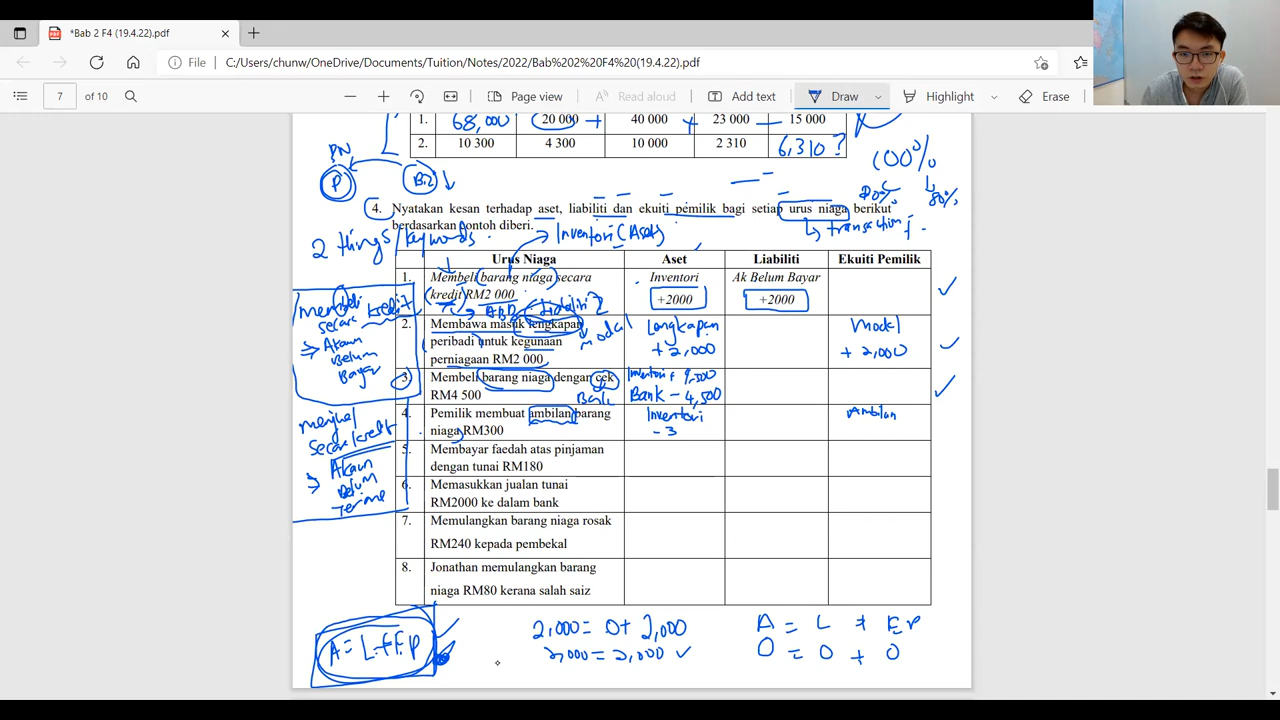 *Bab 2 F4 (19.4.22).pdf
File C:/Users/chunw/OneDrive/Documents/Tuition/Notes/2022/Bab%202%20F4%20(19.4.22).pdf
7 of 10 Page view Read aloud Add text Draw Highlight Erase
1. 68,000 20 000 + 40 000 23 000 15 000
2. 10 300 4 300 10 000 2 310 6,310?
PN
P B2
100%
80%
4. Nyatakan kesan terhadap aset, liabiliti dan ekuiti pemilik bagi setiap urus niaga berikut
berdasarkan contoh diberi.
transaction
2 things/keywords
Inventori (Aset)
Urus Niaga Aset Liabiliti Ekuiti Pemilik
1. Membeli barang niaga secara Inventori Ak Belum Bayar
kredit RM2 000 +2000 +2000
ABB
2. Membawa masuk lengkapan Lengkapan Modal
peribadi untuk kegunaan + 2,000 + 2,000
perniagaan RM2 000
modal
3. Membeli barang niaga dengan cek
RM4 500 Bank - 4,500
Bank
4. Pemilik membuat ambilan barang Inventori Ambilan
niaga RM300 - 3
5. Membayar faedah atas pinjaman
dengan tunai RM180
6. Memasukkan jualan tunai
RM2000 ke dalam bank
7. Memulangkan barang niaga rosak
RM240 kepada pembekal
8. Jonathan memulangkan barang
niaga RM80 kerana salah saiz
membeli
secara kredit
Akaun
Belum
Bayar
menjual
secara kredit
Akaun
Belum
Terima
A = L + E.P
2,000 = 0 + 2,000
2,000 = 2,000
A = L + EP
0 = 0 + 0